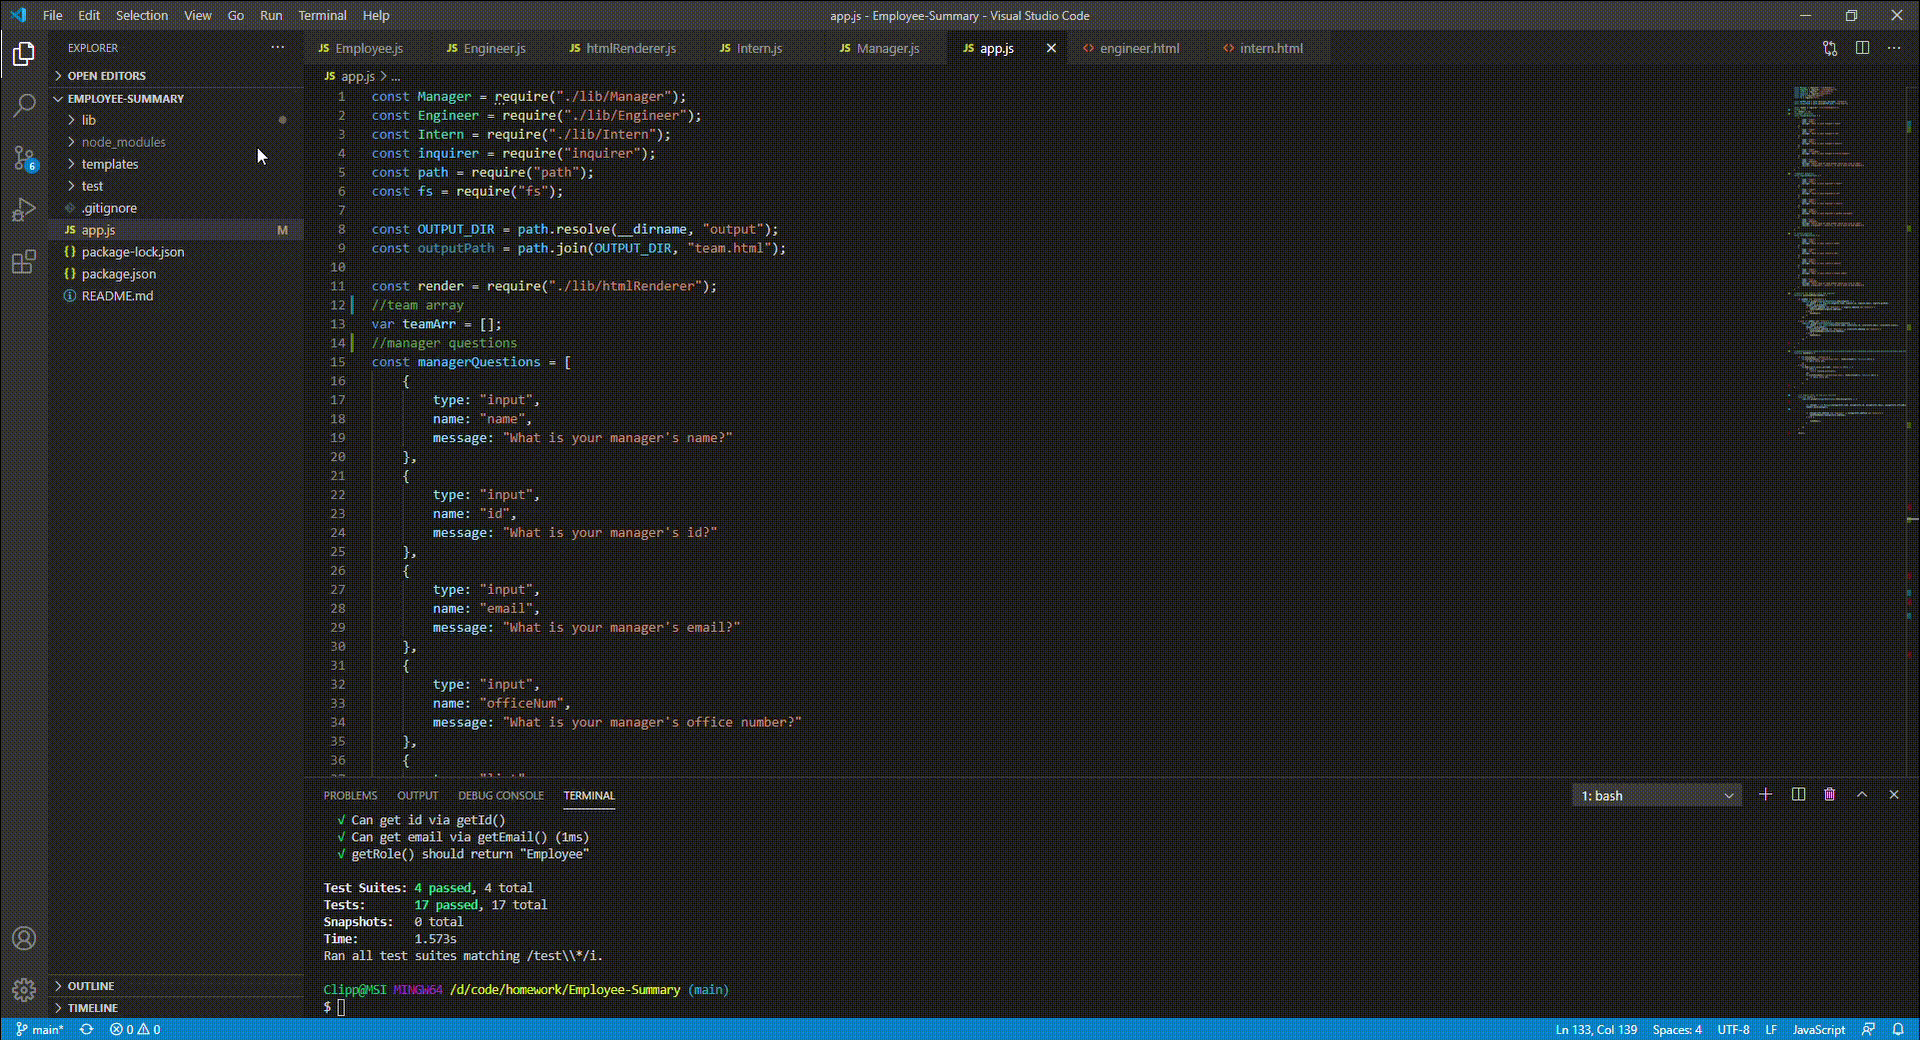 File Edit Selection View Go Run Terminal Help
app.js - Employee-Summary - Visual Studio Code
EXPLORER
OPEN EDITORS
EMPLOYEE-SUMMARY
lib
node_modules
templates
test
.gitignore
JS app.js M
{} package-lock.json
{} package.json
README.md
6
OUTLINE
TIMELINE
JS Employee.js JS Engineer.js JS htmlRenderer.js JS Intern.js JS Manager.js JS app.js <> engineer.html <> intern.html
JS app.js > ...
1 const Manager = require("./lib/Manager");
2 const Engineer = require("./lib/Engineer");
3 const Intern = require("./lib/Intern");
4 const inquirer = require("inquirer");
5 const path = require("path");
6 const fs = require("fs");
7
8 const OUTPUT_DIR = path.resolve(__dirname, "output");
9 const outputPath = path.join(OUTPUT_DIR, "team.html");
10
11 const render = require("./lib/htmlRenderer");
12 //team array
13 var teamArr = [];
14 //manager questions
15 const managerQuestions = [
16 {
17 type: "input",
18 name: "name",
19 message: "What is your manager's name?"
20 },
21 {
22 type: "input",
23 name: "id",
24 message: "What is your manager's id?"
25 },
26 {
27 type: "input",
28 name: "email",
29 message: "What is your manager's email?"
30 },
31 {
32 type: "input",
33 name: "officeNum",
34 message: "What is your manager's office number?"
35 },
36 {
PROBLEMS OUTPUT DEBUG CONSOLE TERMINAL
1: bash
√ Can get id via getId()
√ Can get email via getEmail() (1ms)
√ getRole() should return "Employee"
Test Suites: 4 passed, 4 total
Tests: 17 passed, 17 total
Snapshots: 0 total
Time: 1.573s
Ran all test suites matching /test\\*/i.
Clipp@MSI MINGW64 /d/code/homework/Employee-Summary (main)
$
main* 0 0
Ln 133, Col 139 Spaces: 4 UTF-8 LF JavaScript